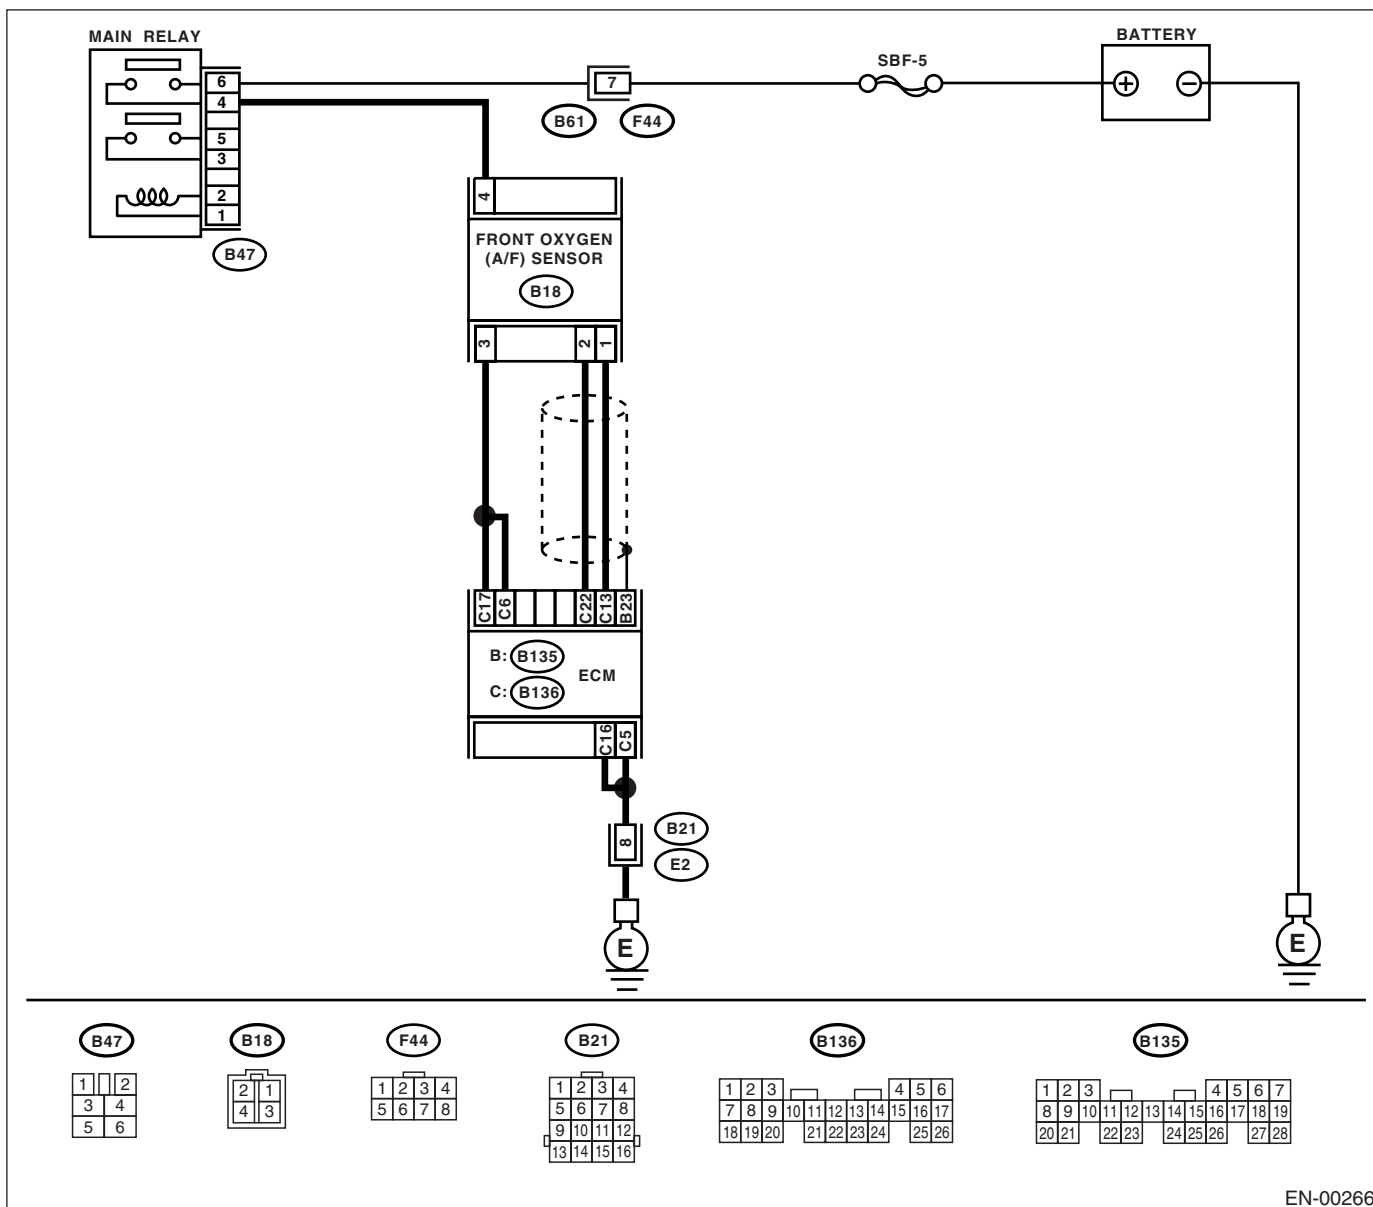 MAIN RELAY
BATTERY
SBF-5
6
4
5
3
2
1
B47
7
B61 F44
+ −
4
FRONT OXYGEN
(A/F) SENSOR
B18
3 2 1
C17 C6 C22 C13 B23
B: B135
ECM
C: B136
C16 C5
8
B21
E2
E
E
B47 B18 F44 B21 B136 B135
1 2
3 4
5 6
2 1
4 3
1 2 3 4
5 6 7 8
1 2 3 4
5 6 7 8
9 10 11 12
13 14 15 16
1 2 3 4 5 6
7 8 9 10 11 12 13 14 15 16 17
18 19 20 21 22 23 24 25 26
1 2 3 4 5 6 7
8 9 10 11 12 13 14 15 16 17 18 19
20 21 22 23 24 25 26 27 28
EN-00266